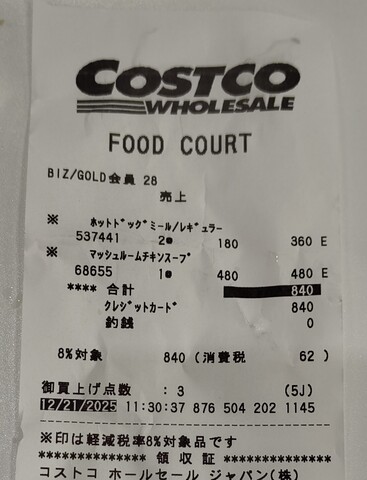 COSTCO
WHOLESALE
FOOD COURT
BIZ/GOLD会員 28
売上
※ ホットドッグミール/レギュラー
537441 2● 180 360 E
※ マッシュルームチキンスープ
68655 1● 480 480 E
**** 合計 840
クレジットカード 840
釣銭 0
8%対象 840 (消費税 62 )
御買上げ点数 : 3 (5J)
12/21/2025 11:30:37 876 504 202 1145
※印は軽減税率8%対象品です
************** 領収証 **************
コストコ ホールセール ジャパン(株)